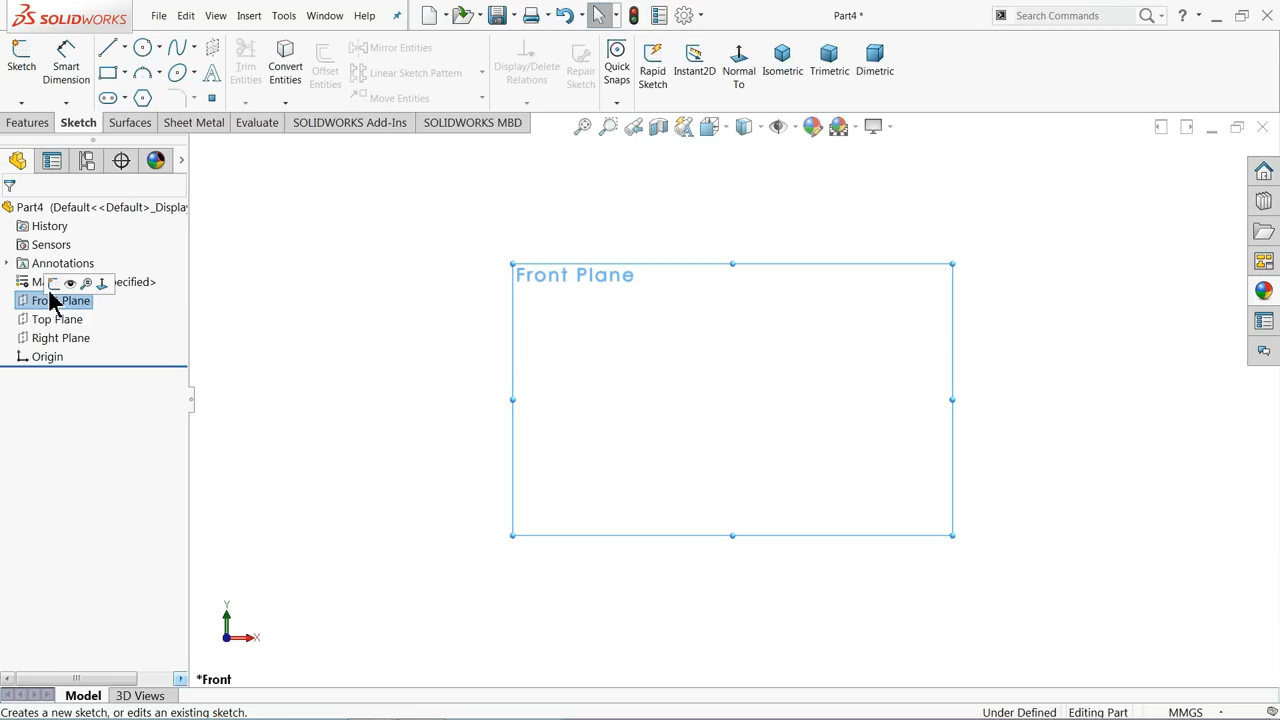 SOLIDWORKS File Edit View Insert Tools Window Help Part4 * Search Commands ?
Sketch Smart Dimension Trim Entities Convert Entities Offset Entities Mirror Entities Linear Sketch Pattern Move Entities Display/Delete Relations Repair Sketch Quick Snaps Rapid Sketch Instant2D Normal To Isometric Trimetric Dimetric
Features Sketch Surfaces Sheet Metal Evaluate SOLIDWORKS Add-Ins SOLIDWORKS MBD
Part4 (Default<<Default>_Display
History
Sensors
Annotations
Ma ecified>
Front Plane
Top Plane
Right Plane
Origin
Front Plane
Y
X
*Front
Model 3D Views
Creates a new sketch, or edits an existing sketch. Under Defined Editing Part MMGS